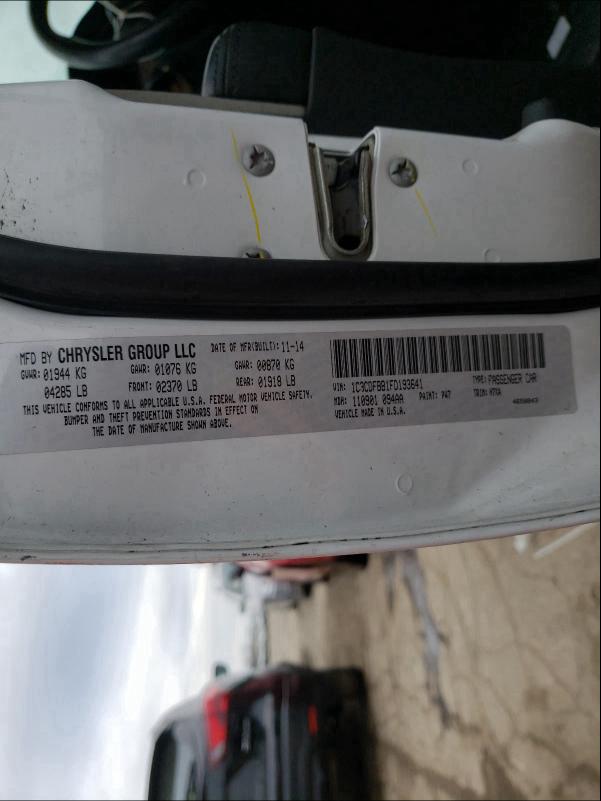 MFD BY CHRYSLER GROUP LLC DATE OF MFR(BUILT): 11-14
GVWR: 01944 KG GAWR: 01076 KG GAWR: 00870 KG
04285 LB FRONT: 02370 LB REAR: 01918 LB
THIS VEHICLE CONFORMS TO ALL APPLICABLE U.S.A. FEDERAL MOTOR VEHICLE SAFETY,
BUMPER AND THEFT PREVENTION STANDARDS IN EFFECT ON
THE DATE OF MANUFACTURE SHOWN ABOVE.
VIN: 1C3CDFBB1FD193641 TYPE: PASSENGER CAR
MDH: 110901 094AA PAINT: PW7 TRIM: H7XA
MADE IN U.S.A.